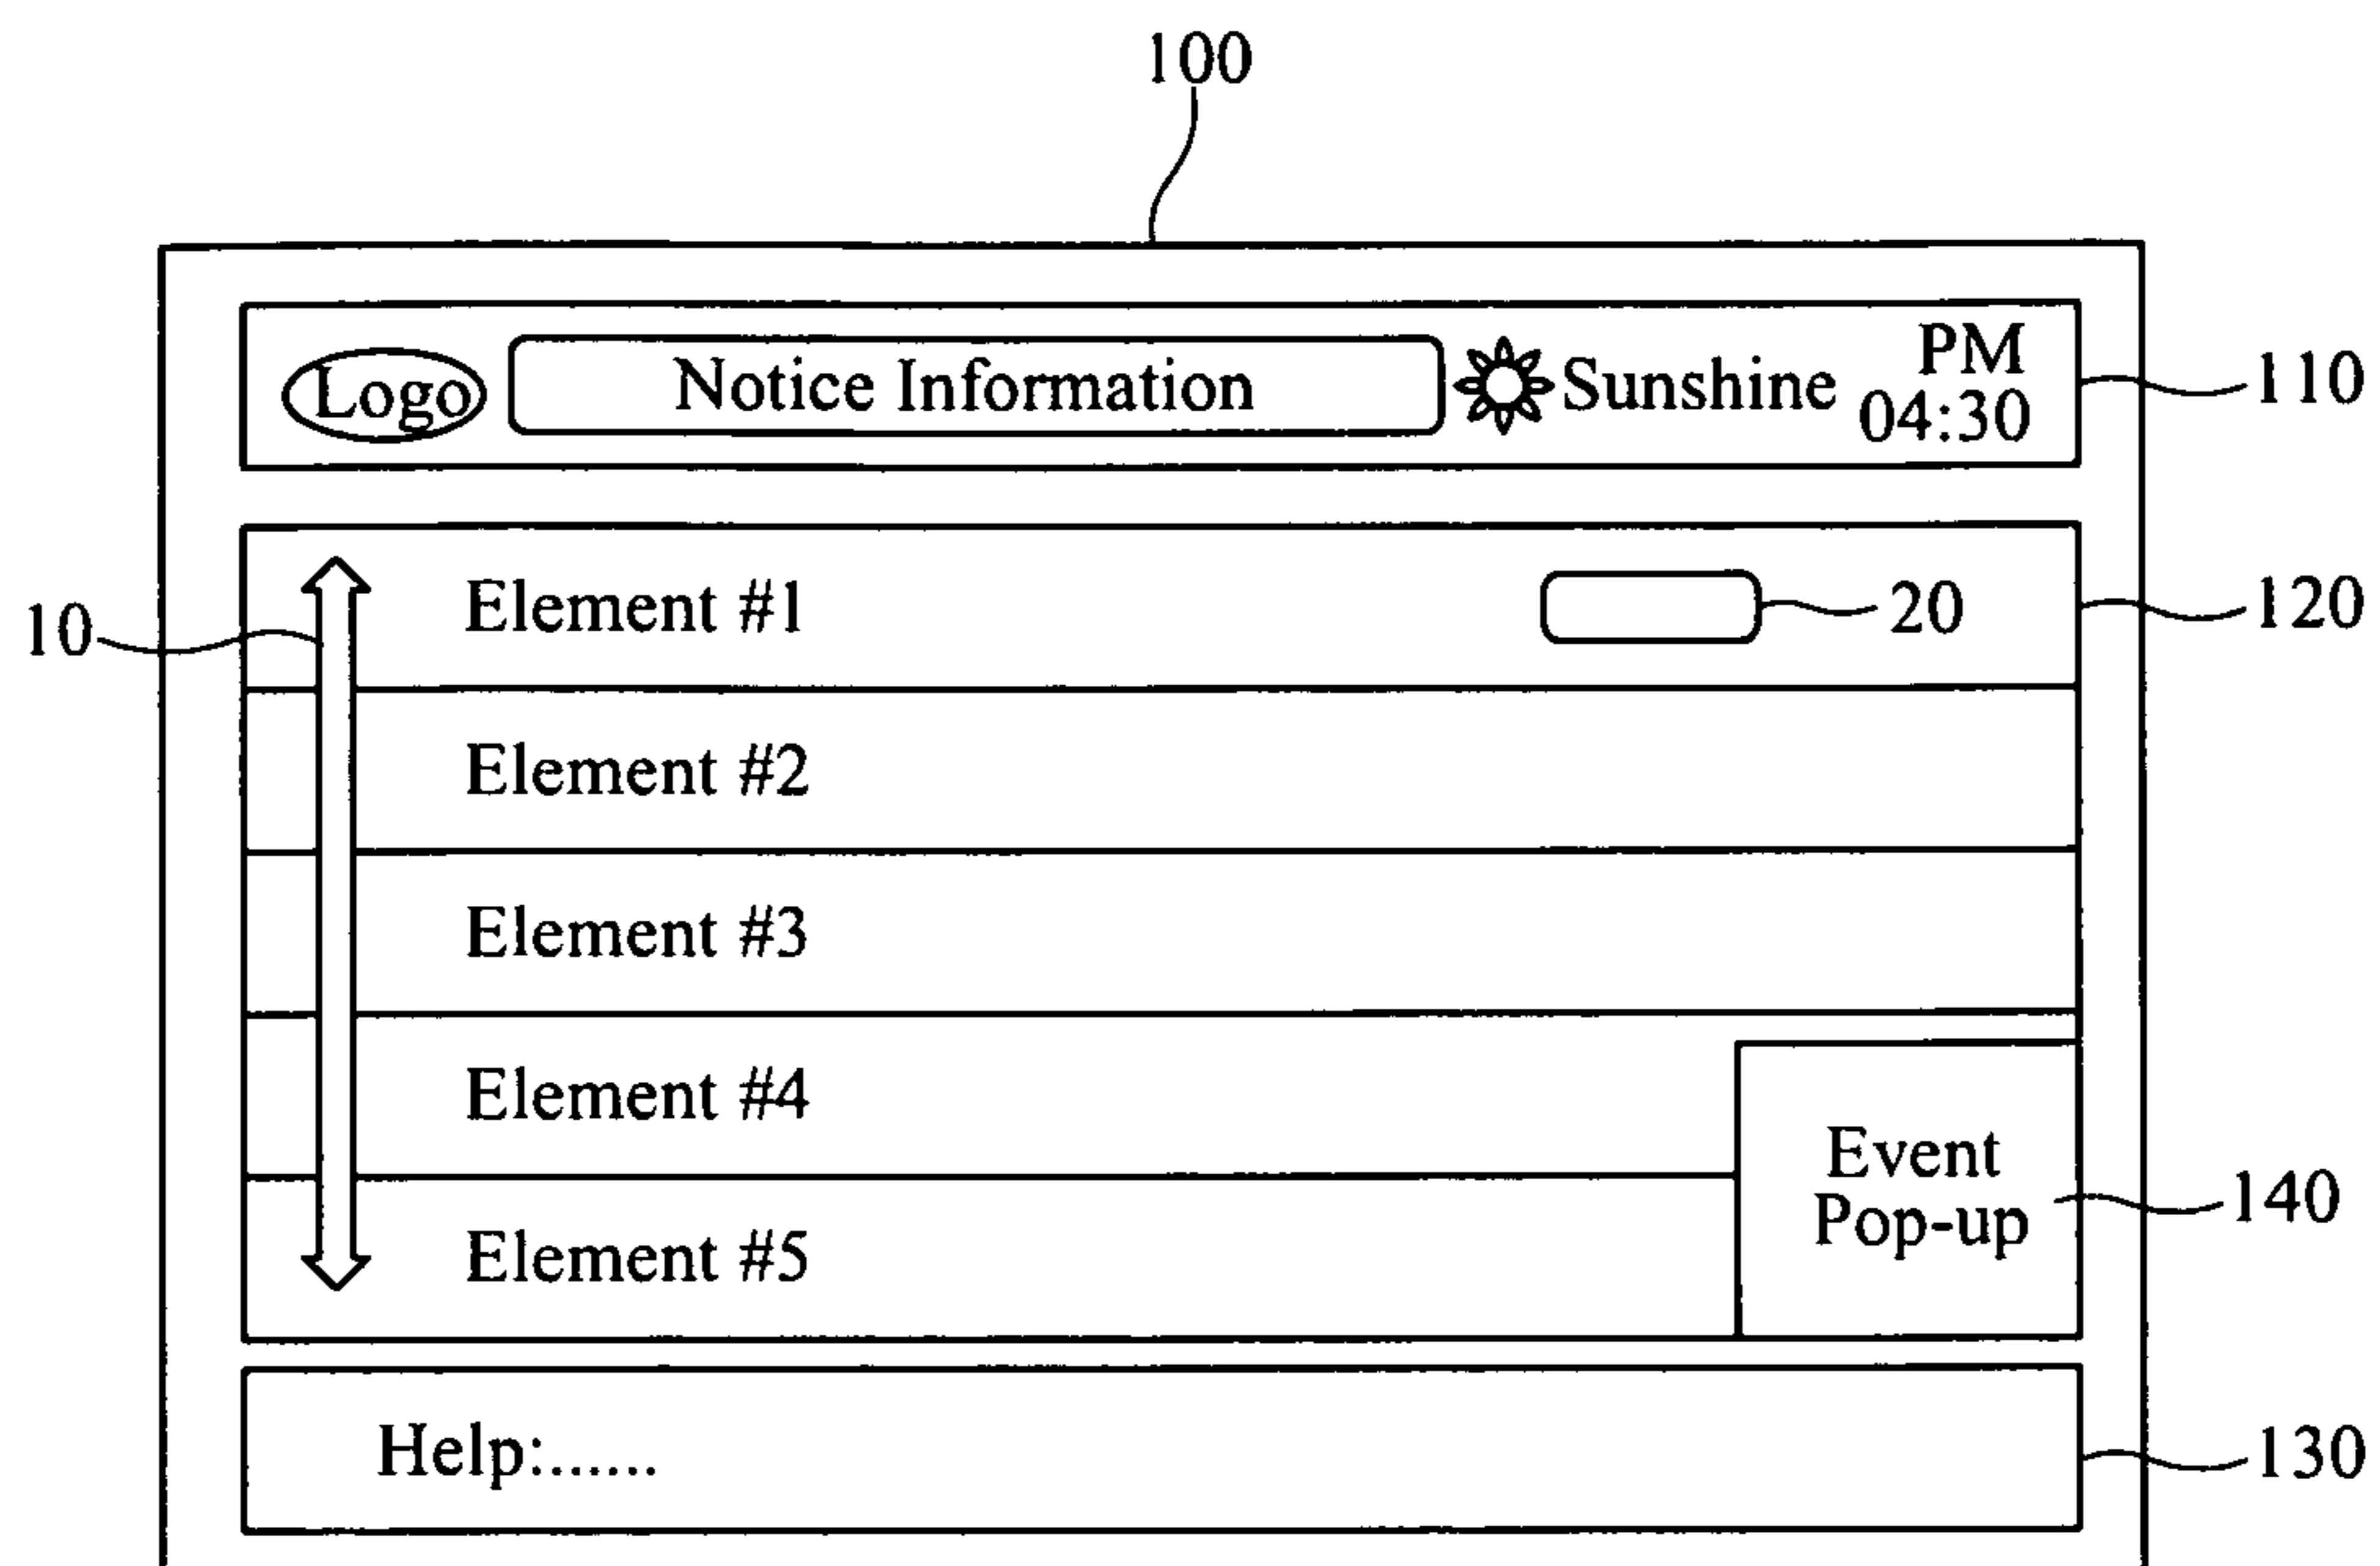 100
Logo
Notice Information
Sunshine
PM
04:30
110
10
Element #1
20
120
Element #2
Element #3
Element #4
Element #5
Event
Pop-up
140
Help:......
130